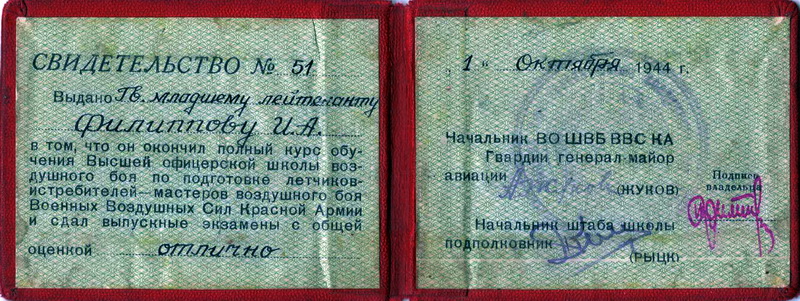 СВИДЕТЕЛЬСТВО № 51
Выдано Гв. младшему лейтенанту
Филиппову И.А.
в том, что он окончил полный курс обу-
чения Высшей офицерской школы воз-
душного боя по подготовке летчиков-
истребителей—мастеров воздушного боя
Военных Воздушных Сил Красной Армии
и сдал выпускные экзамены с общей
оценкой отлично
„1“ Октября 1944 г.
Начальник ВО ШВБ ВВС КА
Гвардии генерал-майор
авиации (ЖУКОВ)
Подпись
владельца
Начальник штаба школы
подполковник
(РЫЦК)